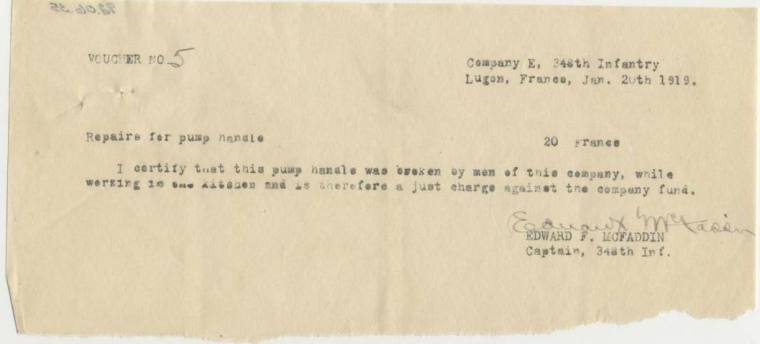 VOUCHER NO 5
Company E, 348th Infantry
Lugon, France, Jan. 20th 1919.
Repairs for pump handle
20 Francs
I certify that this pump handle was broken by men of this company, while
working in the kitchen and is therefore a just charge against the company fund.
Edward F McFaddin
EDWARD F. MCFADDIN
Captain, 348th Inf.